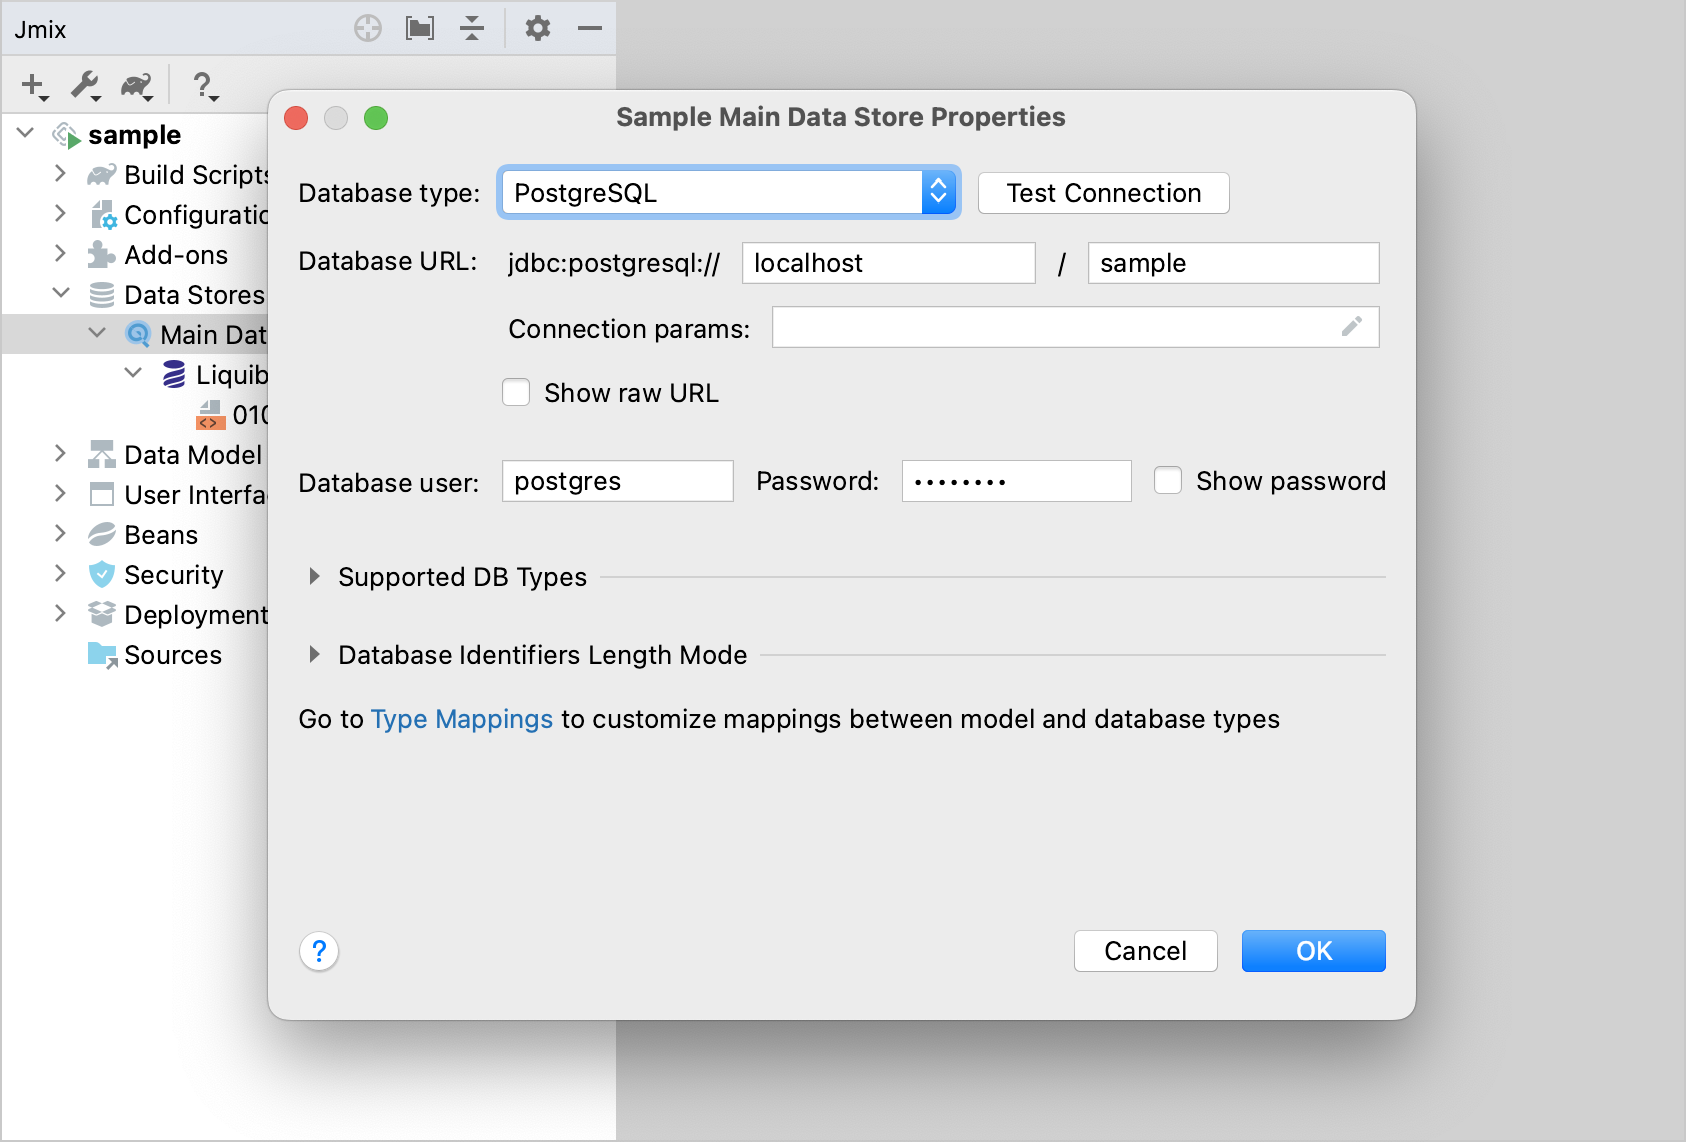 Jmix
sample
Build Scripts
Configuratio
Add-ons
Data Stores
Main Dat
Liquib
010
Data Model
User Interfa
Beans
Security
Deployment
Sources
Sample Main Data Store Properties
Database type: PostgreSQL Test Connection
Database URL: jdbc:postgresql:// localhost / sample
Connection params:
Show raw URL
Database user: postgres Password: •••••••• Show password
Supported DB Types
Database Identifiers Length Mode
Go to Type Mappings to customize mappings between model and database types
? Cancel OK